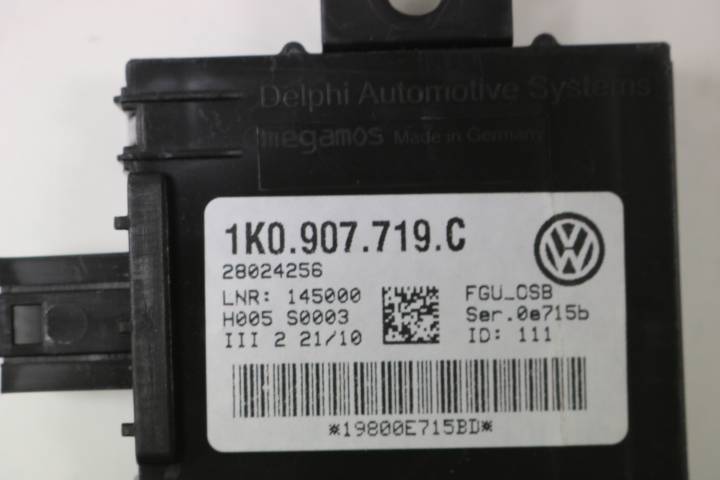 Delphi Automotive Systems
megamos Made in Germany
1K0.907.719.C
28024256
LNR: 145000
H005 S0003
III 2 21/10
FGU_OSB
Ser.0e715b
ID: 111
*19800E715BD*